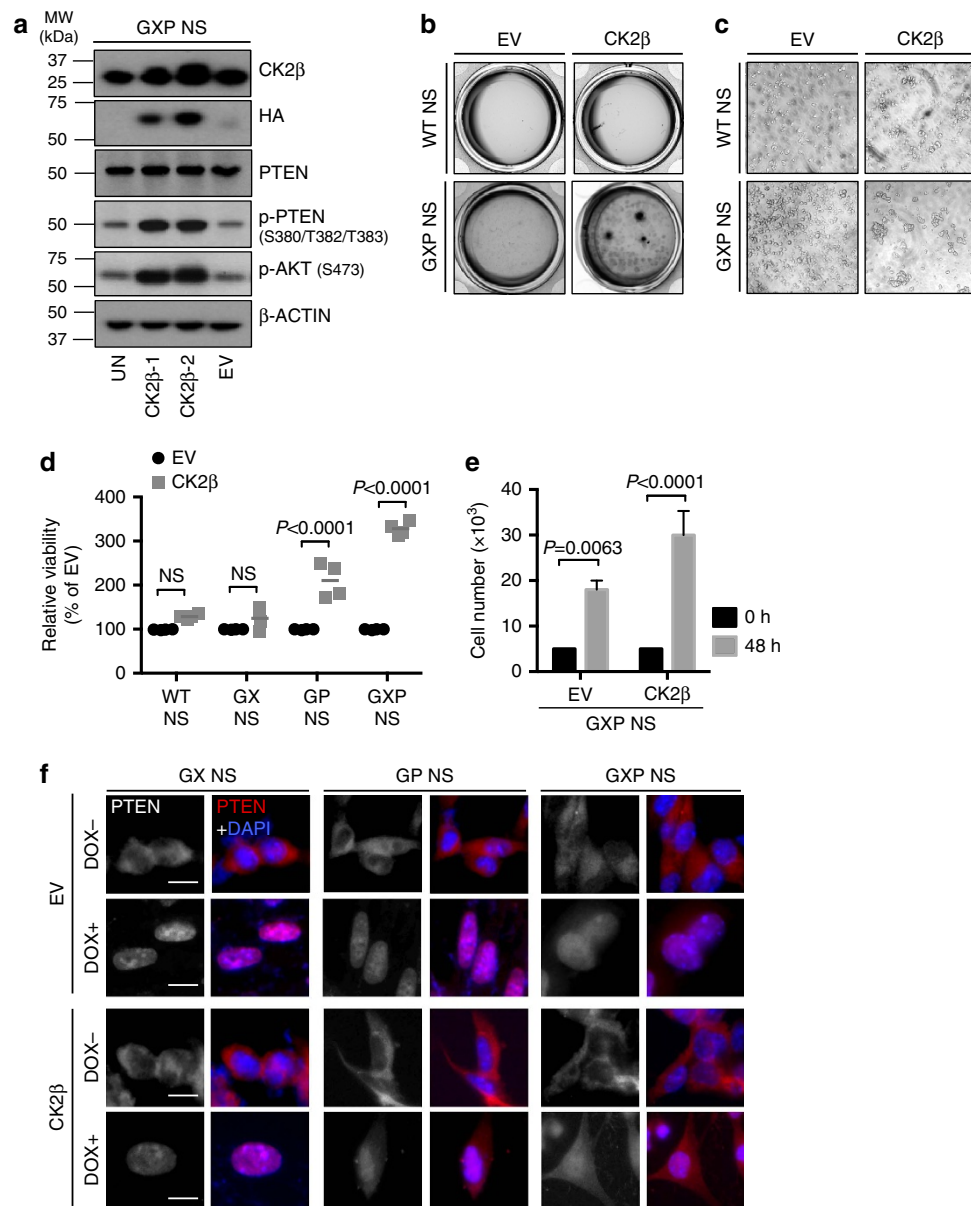 a
MW
(kDa)
GXP NS
37
25
CK2β
75
50
HA
50
PTEN
50
p-PTEN
(S380/T382/T383)
75
50
p-AKT (S473)
50
37
β-ACTIN
UN
CK2β-1
CK2β-2
EV
b
EV
CK2β
WT NS
GXP NS
c
EV
CK2β
WT NS
GXP NS
d
EV
CK2β
Relative viability
(% of EV)
400
300
200
100
0
NS
NS
P<0.0001
P<0.0001
WT
NS
GX
NS
GP
NS
GXP
NS
e
Cell number (×10³)
40
30
20
10
0
P=0.0063
P<0.0001
0 h
48 h
EV
CK2β
GXP NS
f
GX NS
GP NS
GXP NS
PTEN
PTEN
+DAPI
EV
DOX−
DOX+
CK2β
DOX−
DOX+